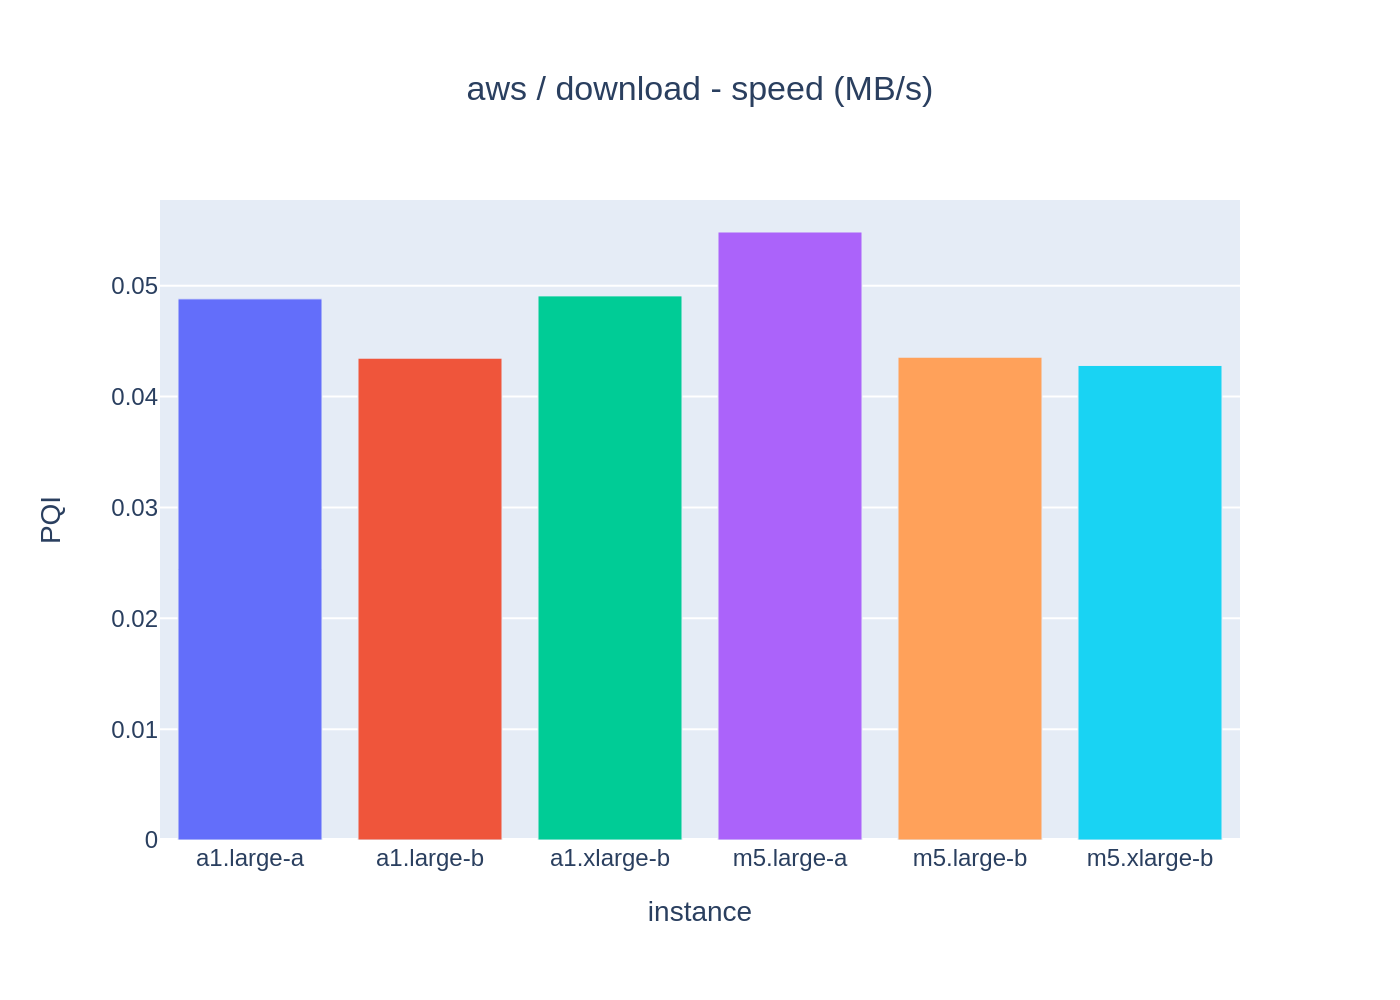 aws / download - speed (MB/s)
0.05
0.04
0.03
0.02
0.01
0
PQI
a1.large-a
a1.large-b
a1.xlarge-b
m5.large-a
m5.large-b
m5.xlarge-b
instance